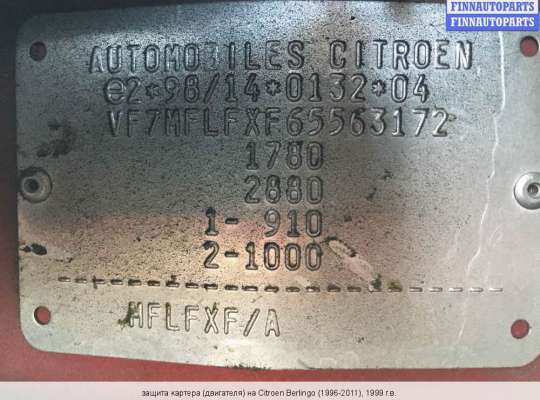 FINNAUTOPARTS
FINNAUTOPARTS
AUTOMOBILES CITROEN
e2*98/14*0132*04
VF7MFLFXF65563172
1780
2880
1- 910
2-1000
MFLFXF/A
защита картера (двигателя) на Citroen Berlingo (1996-2011), 1999 г.в.